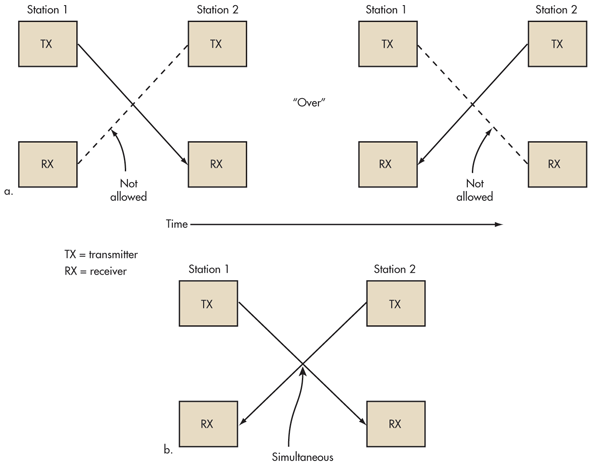 Station 1
Station 2
Station 1
Station 2
TX
TX
TX
TX
“Over”
RX
RX
RX
RX
Not
allowed
Not
allowed
a.
Time
TX = transmitter
RX = receiver
Station 1
Station 2
TX
TX
RX
RX
b.
Simultaneous